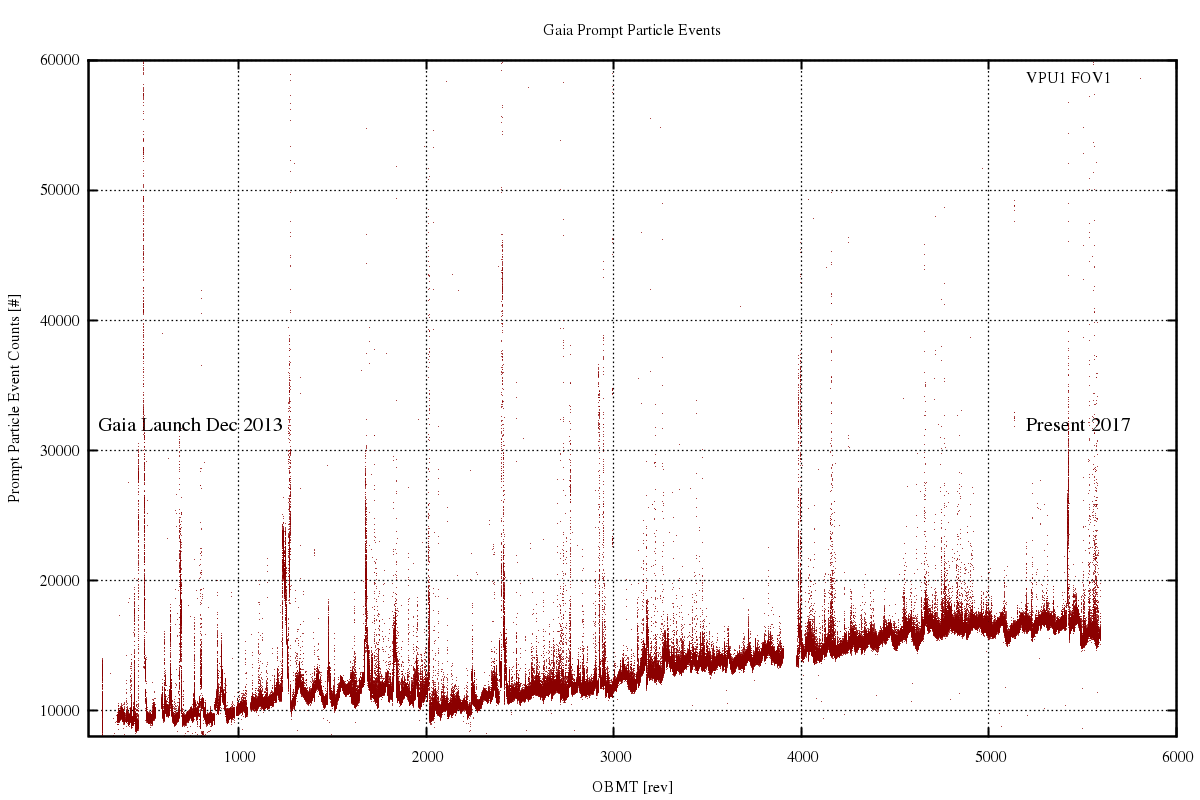 Gaia Prompt Particle Events
60000
50000
40000
30000
20000
10000
Prompt Particle Event Counts [#]
VPU1 FOV1
Gaia Launch Dec 2013
Present 2017
1000
2000
3000
4000
5000
6000
OBMT [rev]